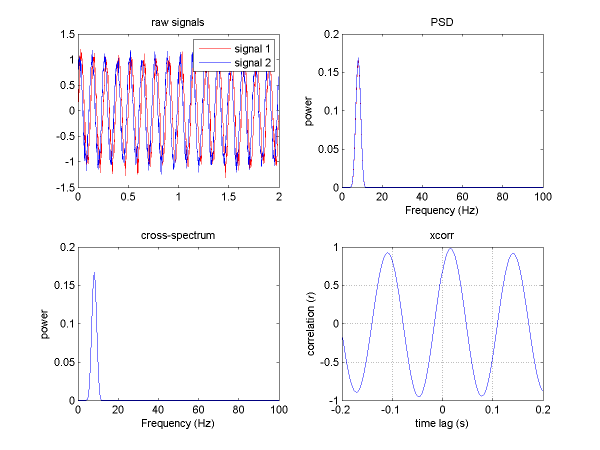 raw signals
1.5
1
0.5
0
-0.5
-1
-1.5
0 0.5 1 1.5 2
signal 1
signal 2
PSD
power
0.2
0.15
0.1
0.05
0
0 20 40 60 80 100
Frequency (Hz)
cross-spectrum
power
0.2
0.15
0.1
0.05
0
0 20 40 60 80 100
Frequency (Hz)
xcorr
correlation (r)
1
0.5
0
-0.5
-1
-0.2 -0.1 0 0.1 0.2
time lag (s)